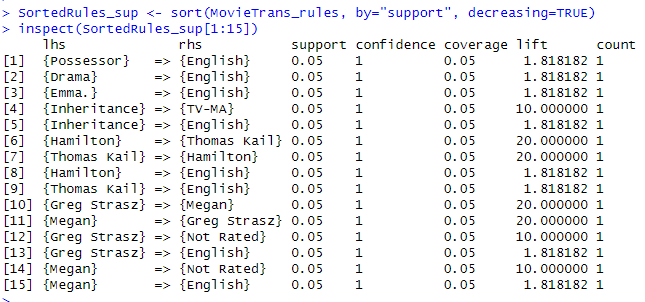 > SortedRules_sup <- sort(MovieTrans_rules, by="support", decreasing=TRUE)
> inspect(SortedRules_sup[1:15])
     lhs              rhs           support confidence coverage lift      count
[1]  {Possessor}   => {English}     0.05    1          0.05      1.818182 1
[2]  {Drama}       => {English}     0.05    1          0.05      1.818182 1
[3]  {Emma.}       => {English}     0.05    1          0.05      1.818182 1
[4]  {Inheritance} => {TV-MA}       0.05    1          0.05     10.000000 1
[5]  {Inheritance} => {English}     0.05    1          0.05      1.818182 1
[6]  {Hamilton}    => {Thomas Kail} 0.05    1          0.05     20.000000 1
[7]  {Thomas Kail} => {Hamilton}    0.05    1          0.05     20.000000 1
[8]  {Hamilton}    => {English}     0.05    1          0.05      1.818182 1
[9]  {Thomas Kail} => {English}     0.05    1          0.05      1.818182 1
[10] {Greg Strasz} => {Megan}       0.05    1          0.05     20.000000 1
[11] {Megan}       => {Greg Strasz} 0.05    1          0.05     20.000000 1
[12] {Greg Strasz} => {Not Rated}   0.05    1          0.05     10.000000 1
[13] {Greg Strasz} => {English}     0.05    1          0.05      1.818182 1
[14] {Megan}       => {Not Rated}   0.05    1          0.05     10.000000 1
[15] {Megan}       => {English}     0.05    1          0.05      1.818182 1
>